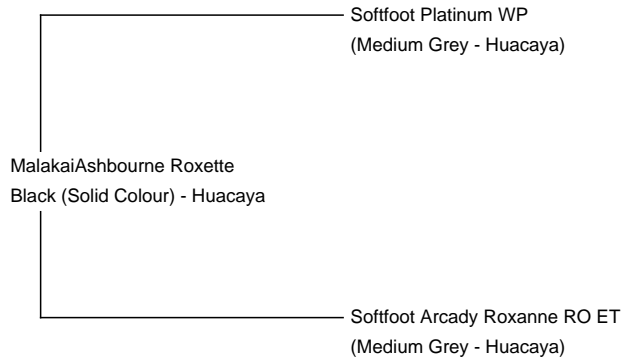 Softfoot Platinum WP
(Medium Grey - Huacaya)
MalakaiAshbourne Roxette
Black (Solid Colour) - Huacaya
Softfoot Arcady Roxanne RO ET
(Medium Grey - Huacaya)